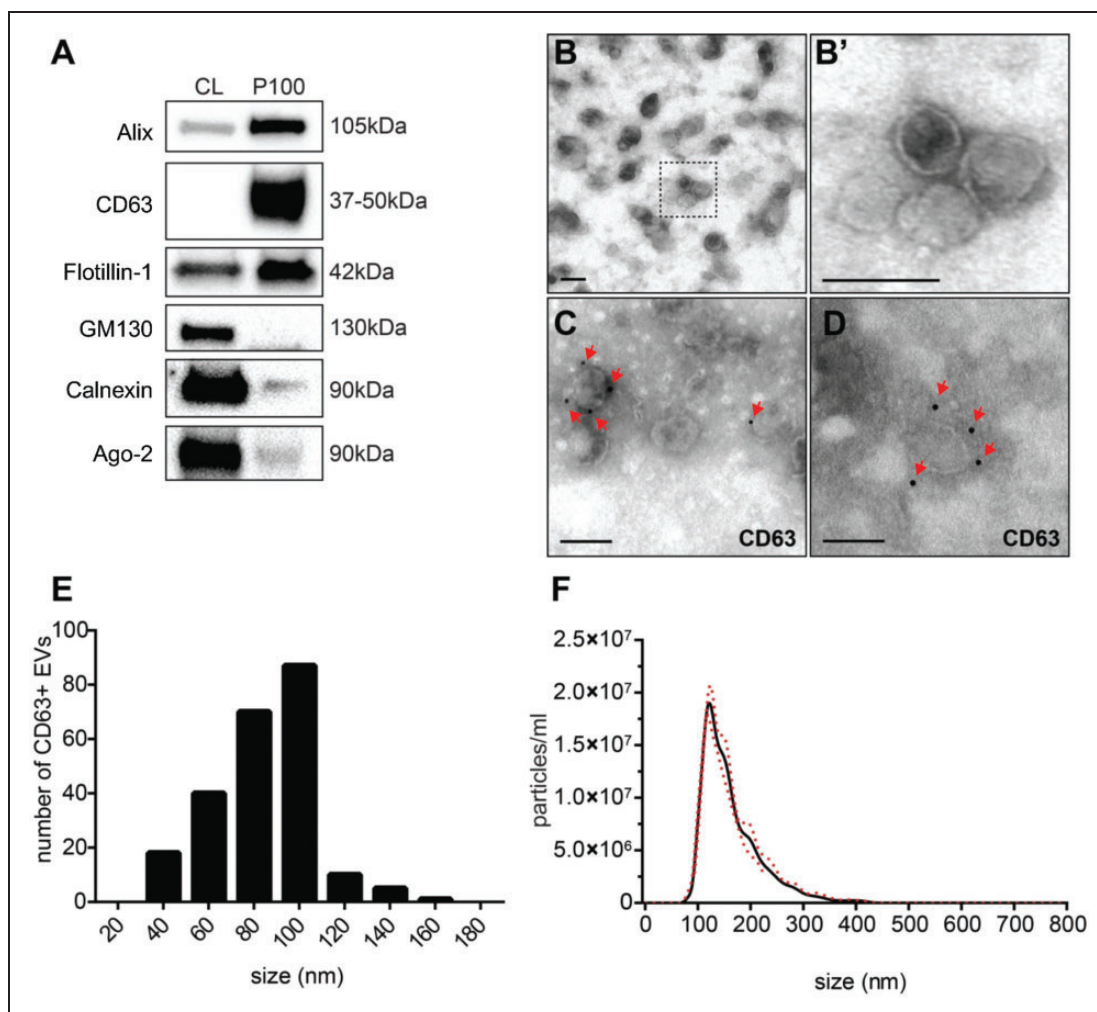 A
CL P100
Alix 105kDa
CD63 37-50kDa
Flotillin-1 42kDa
GM130 130kDa
Calnexin 90kDa
Ago-2 90kDa
B
B'
C
CD63
D
CD63
E
number of CD63+ EVs
100
80
60
40
20
0
20 40 60 80 100 120 140 160 180
size (nm)
F
particles/ml
2.5×10⁷
2.0×10⁷
1.5×10⁷
1.0×10⁷
5.0×10⁶
0
0 100 200 300 400 500 600 700 800
size (nm)